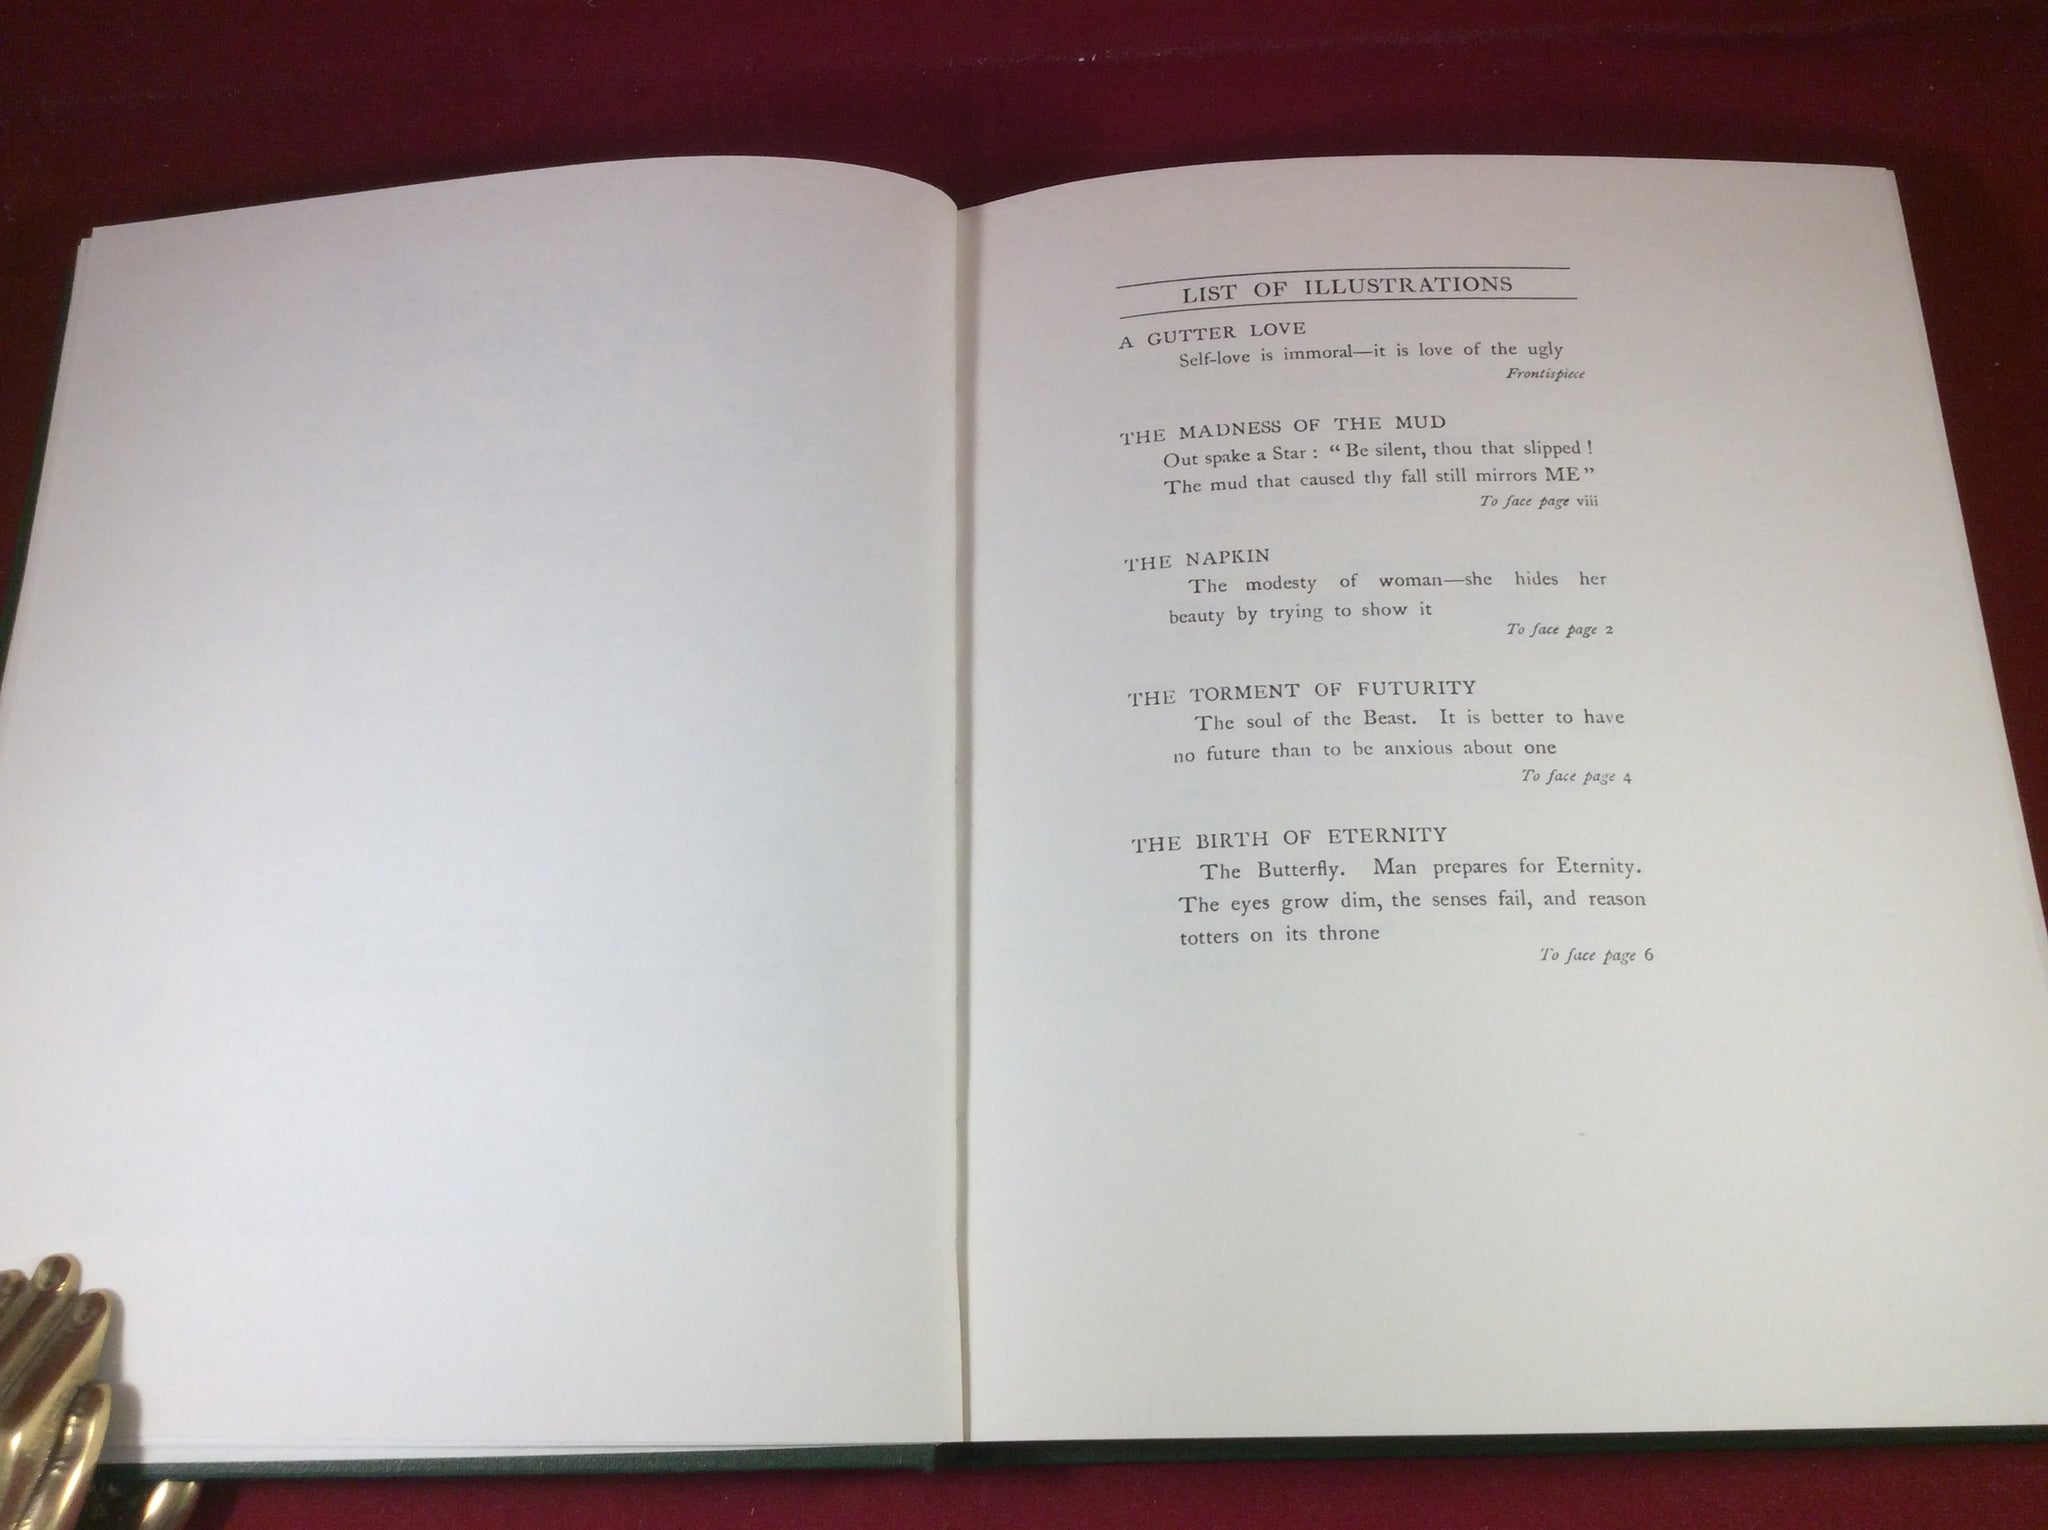 LIST OF ILLUSTRATIONS
A GUTTER LOVE
Self-love is immoral—it is love of the ugly
Frontispiece
THE MADNESS OF THE MUD
Out spake a Star : “ Be silent, thou that slipped !
The mud that caused thy fall still mirrors ME ”
To face page viii
THE NAPKIN
The modesty of woman—she hides her
beauty by trying to show it
To face page 2
THE TORMENT OF FUTURITY
The soul of the Beast. It is better to have
no future than to be anxious about one
To face page 4
THE BIRTH OF ETERNITY
The Butterfly. Man prepares for Eternity.
The eyes grow dim, the senses fail, and reason
totters on its throne
To face page 6